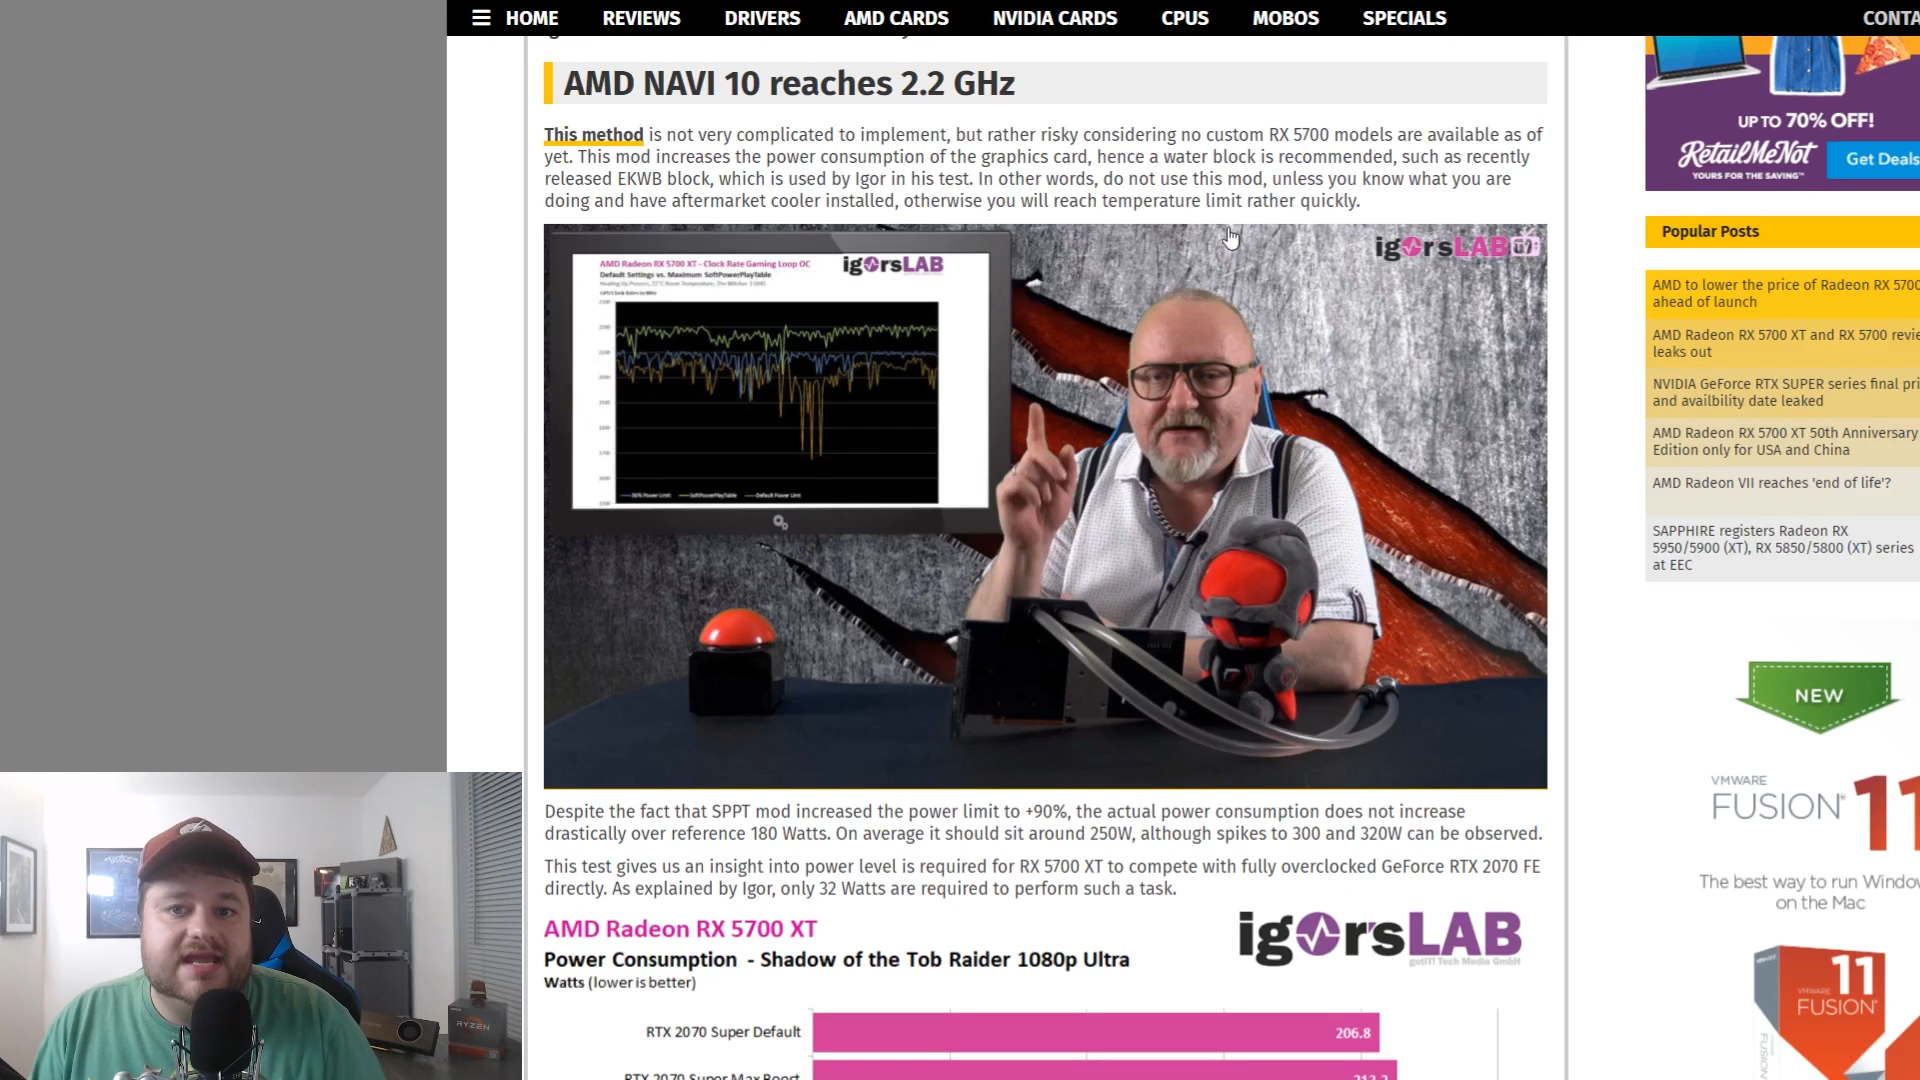 HOME REVIEWS DRIVERS AMD CARDS NVIDIA CARDS CPUS MOBOS SPECIALS CONTA
AMD NAVI 10 reaches 2.2 GHz
This method is not very complicated to implement, but rather risky considering no custom RX 5700 models are available as of
yet. This mod increases the power consumption of the graphics card, hence a water block is recommended, such as recently
released EKWB block, which is used by Igor in his test. In other words, do not use this mod, unless you know what you are
doing and have aftermarket cooler installed, otherwise you will reach temperature limit rather quickly.
AMD Radeon RX 5700 XT - Clock Rate Gaming Loop OC
Default Settings vs. Maximum SoftPowerPlayTable
igorsLAB
igorsLAB
Despite the fact that SPPT mod increased the power limit to +90%, the actual power consumption does not increase
drastically over reference 180 Watts. On average it should sit around 250W, although spikes to 300 and 320W can be observed.
This test gives us an insight into power level is required for RX 5700 XT to compete with fully overclocked GeForce RTX 2070 FE
directly. As explained by Igor, only 32 Watts are required to perform such a task.
AMD Radeon RX 5700 XT
Power Consumption - Shadow of the Tob Raider 1080p Ultra
Watts (lower is better)
igorsLAB
gotIT! Tech Media GmbH
RTX 2070 Super Default 206.8
RTX 2070 Super Max Boost
UP TO 70% OFF!
RetailMeNot
YOURS FOR THE SAVING™
Get Deals
Popular Posts
AMD to lower the price of Radeon RX 5700
ahead of launch
AMD Radeon RX 5700 XT and RX 5700 revie
leaks out
NVIDIA GeForce RTX SUPER series final pri
and availbility date leaked
AMD Radeon RX 5700 XT 50th Anniversary
Edition only for USA and China
AMD Radeon VII reaches 'end of life'?
SAPPHIRE registers Radeon RX
5950/5900 (XT), RX 5850/5800 (XT) series
at EEC
NEW
VMWARE
FUSION 11
The best way to run Window
on the Mac
11
VMWARE
FUSION
RYZEN